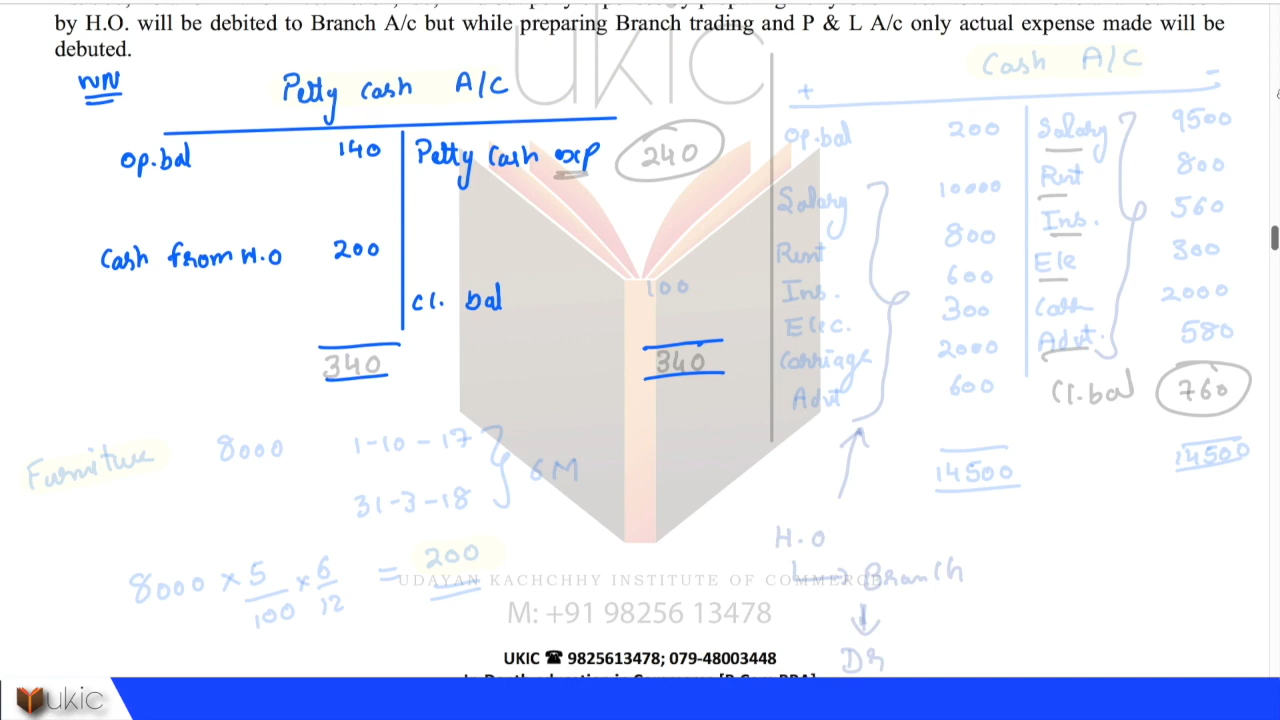 by H.O. will be debited to Branch A/c but while preparing Branch trading and P & L A/c only actual expense made will be
debuted.
WN
Petty cash A/C
Op.bal 140 Petty Cash exp 240
Cash from H.O 200
Cl. bal 100
340 340
Cash A/C
+ -
Op.bal 200 Salary 9500
Salary 10000 Rent 800
Rent 800 Ins. 560
Ins. 600 Ele 300
Elec. 300 2000
Carriage 2000 Advt. 580
Advt 600 Cl.bal 760
14500 14500
Furniture 8000 1-10-17
31-3-18 6M
8000 × 5/100 × 6/12 = 200
H.O
Branch
Dr
ukic
UDAYAN KACHCHHY INSTITUTE OF COMMERCE
M: +91 98256 13478
UKIC ☎ 9825613478; 079-48003448
ukic